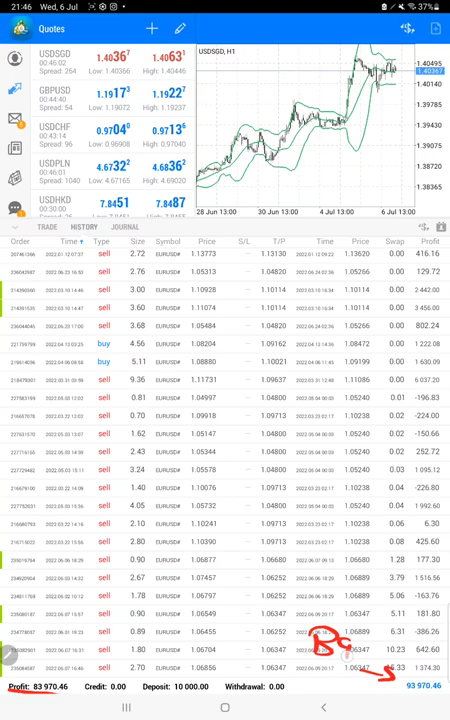 21:46 Wed, 6 Jul 37%
Quotes
USDSGD 1.40367 1.40631
00:46:02
Spread: 264 Low: 1.40366 High: 1.40446
GBPUSD 1.19173 1.19227
00:44:40
Spread: 54 Low: 1.19072 High: 1.19247
USDCHF 0.97040 0.97136
00:43:14
Spread: 96 Low: 0.96908 High: 0.97040
USDPLN 4.67322 4.68362
00:46:01
Spread: 1040 Low: 4.67165 High: 4.69020
USDHKD 7.8451 7.8487
00:30:00
USDSGD, H1
1.40495
1.40367
1.40140
1.39785
1.39430
1.39075
1.38720
1.38365
28 Jun 13:00 30 Jun 13:00 4 Jul 13:00 6 Jul 13:00
TRADE HISTORY JOURNAL
Order Time Type Size Symbol Price S/L T/P Time Price Swap Profit
sell 2.72 EURUSD# 1.13773 — 1.13130 1.13620 0.00 416.16
sell 2.76 EURUSD# 1.05313 — 1.04810 1.05266 0.00 129.72
sell 3.00 EURUSD# 1.10928 — 1.10114 1.10114 0.00 2 442.00
sell 3.60 EURUSD# 1.11074 — 1.10114 1.10114 0.00 3 456.00
sell 3.68 EURUSD# 1.05484 — 1.04820 1.05266 0.00 802.24
buy 4.56 EURUSD# 1.08204 — 1.09162 1.08472 0.00 1 222.08
buy 5.11 EURUSD# 1.08880 — 1.10021 1.09199 0.00 1 630.09
sell 9.36 EURUSD# 1.11731 — 1.09637 1.11086 0.00 6 037.20
sell 0.81 EURUSD# 1.04997 — 1.04800 1.05240 0.01 -196.83
sell 0.70 EURUSD# 1.09918 — 1.09713 1.10238 0.02 -224.00
sell 1.62 EURUSD# 1.05147 — 1.04800 1.05240 0.02 -150.66
sell 2.43 EURUSD# 1.05344 — 1.04800 1.05240 0.02 252.72
sell 3.24 EURUSD# 1.05578 — 1.04800 1.05240 0.03 1 095.12
sell 1.40 EURUSD# 1.10076 — 1.09713 1.10238 0.04 -226.80
sell 4.05 EURUSD# 1.05732 — 1.04800 1.05240 0.04 1 992.60
sell 2.10 EURUSD# 1.10241 — 1.09713 1.10238 0.06 6.30
sell 2.80 EURUSD# 1.10390 — 1.09713 1.10238 0.08 425.60
sell 0.90 EURUSD# 1.06877 — 1.06680 1.06680 1.28 177.30
sell 2.67 EURUSD# 1.07457 — 1.06252 1.06889 3.79 1 516.56
sell 1.78 EURUSD# 1.06797 — 1.06252 1.06889 5.06 -163.76
sell 0.90 EURUSD# 1.06549 — 1.06347 1.06347 5.11 181.80
sell 0.89 EURUSD# 1.06455 — 1.06252 1.06889 6.31 -386.26
sell 1.80 EURUSD# 1.06704 — 1.06347 10.23 642.60
sell 2.70 EURUSD# 1.06856 — 1.06347 1.06347 1 374.30
Profit: 83 970.46 Credit: 0.00 Deposit: 10 000.00 Withdrawal: 0.00 93 970.46